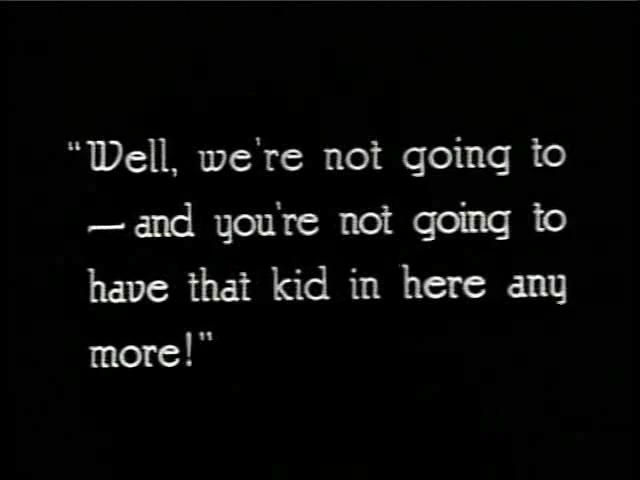 "Well, we're not going to
—and you're not going to
have that kid in here any
more!"